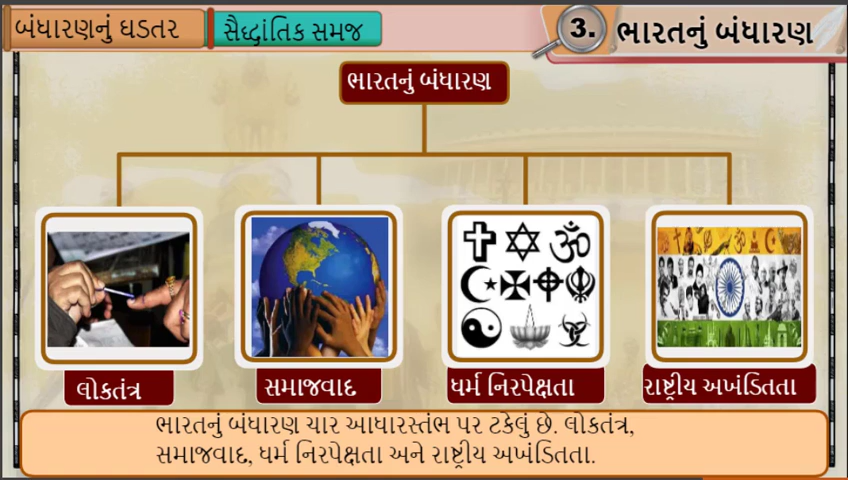 બંધારણનું ઘડતર
સૈદ્ધાંતિક સમજ
3. ભારતનું બંધારણ
ભારતનું બંધારણ
લોકતંત્ર
સમાજવાદ
ધર્મ નિરપેક્ષતા
રાષ્ટ્રીય અખંડિતતા
ભારતનું બંધારણ ચાર આધારસ્તંભ પર ટકેલું છે. લોકતંત્ર,
સમાજવાદ, ધર્મ નિરપેક્ષતા અને રાષ્ટ્રીય અખંડિતતા.